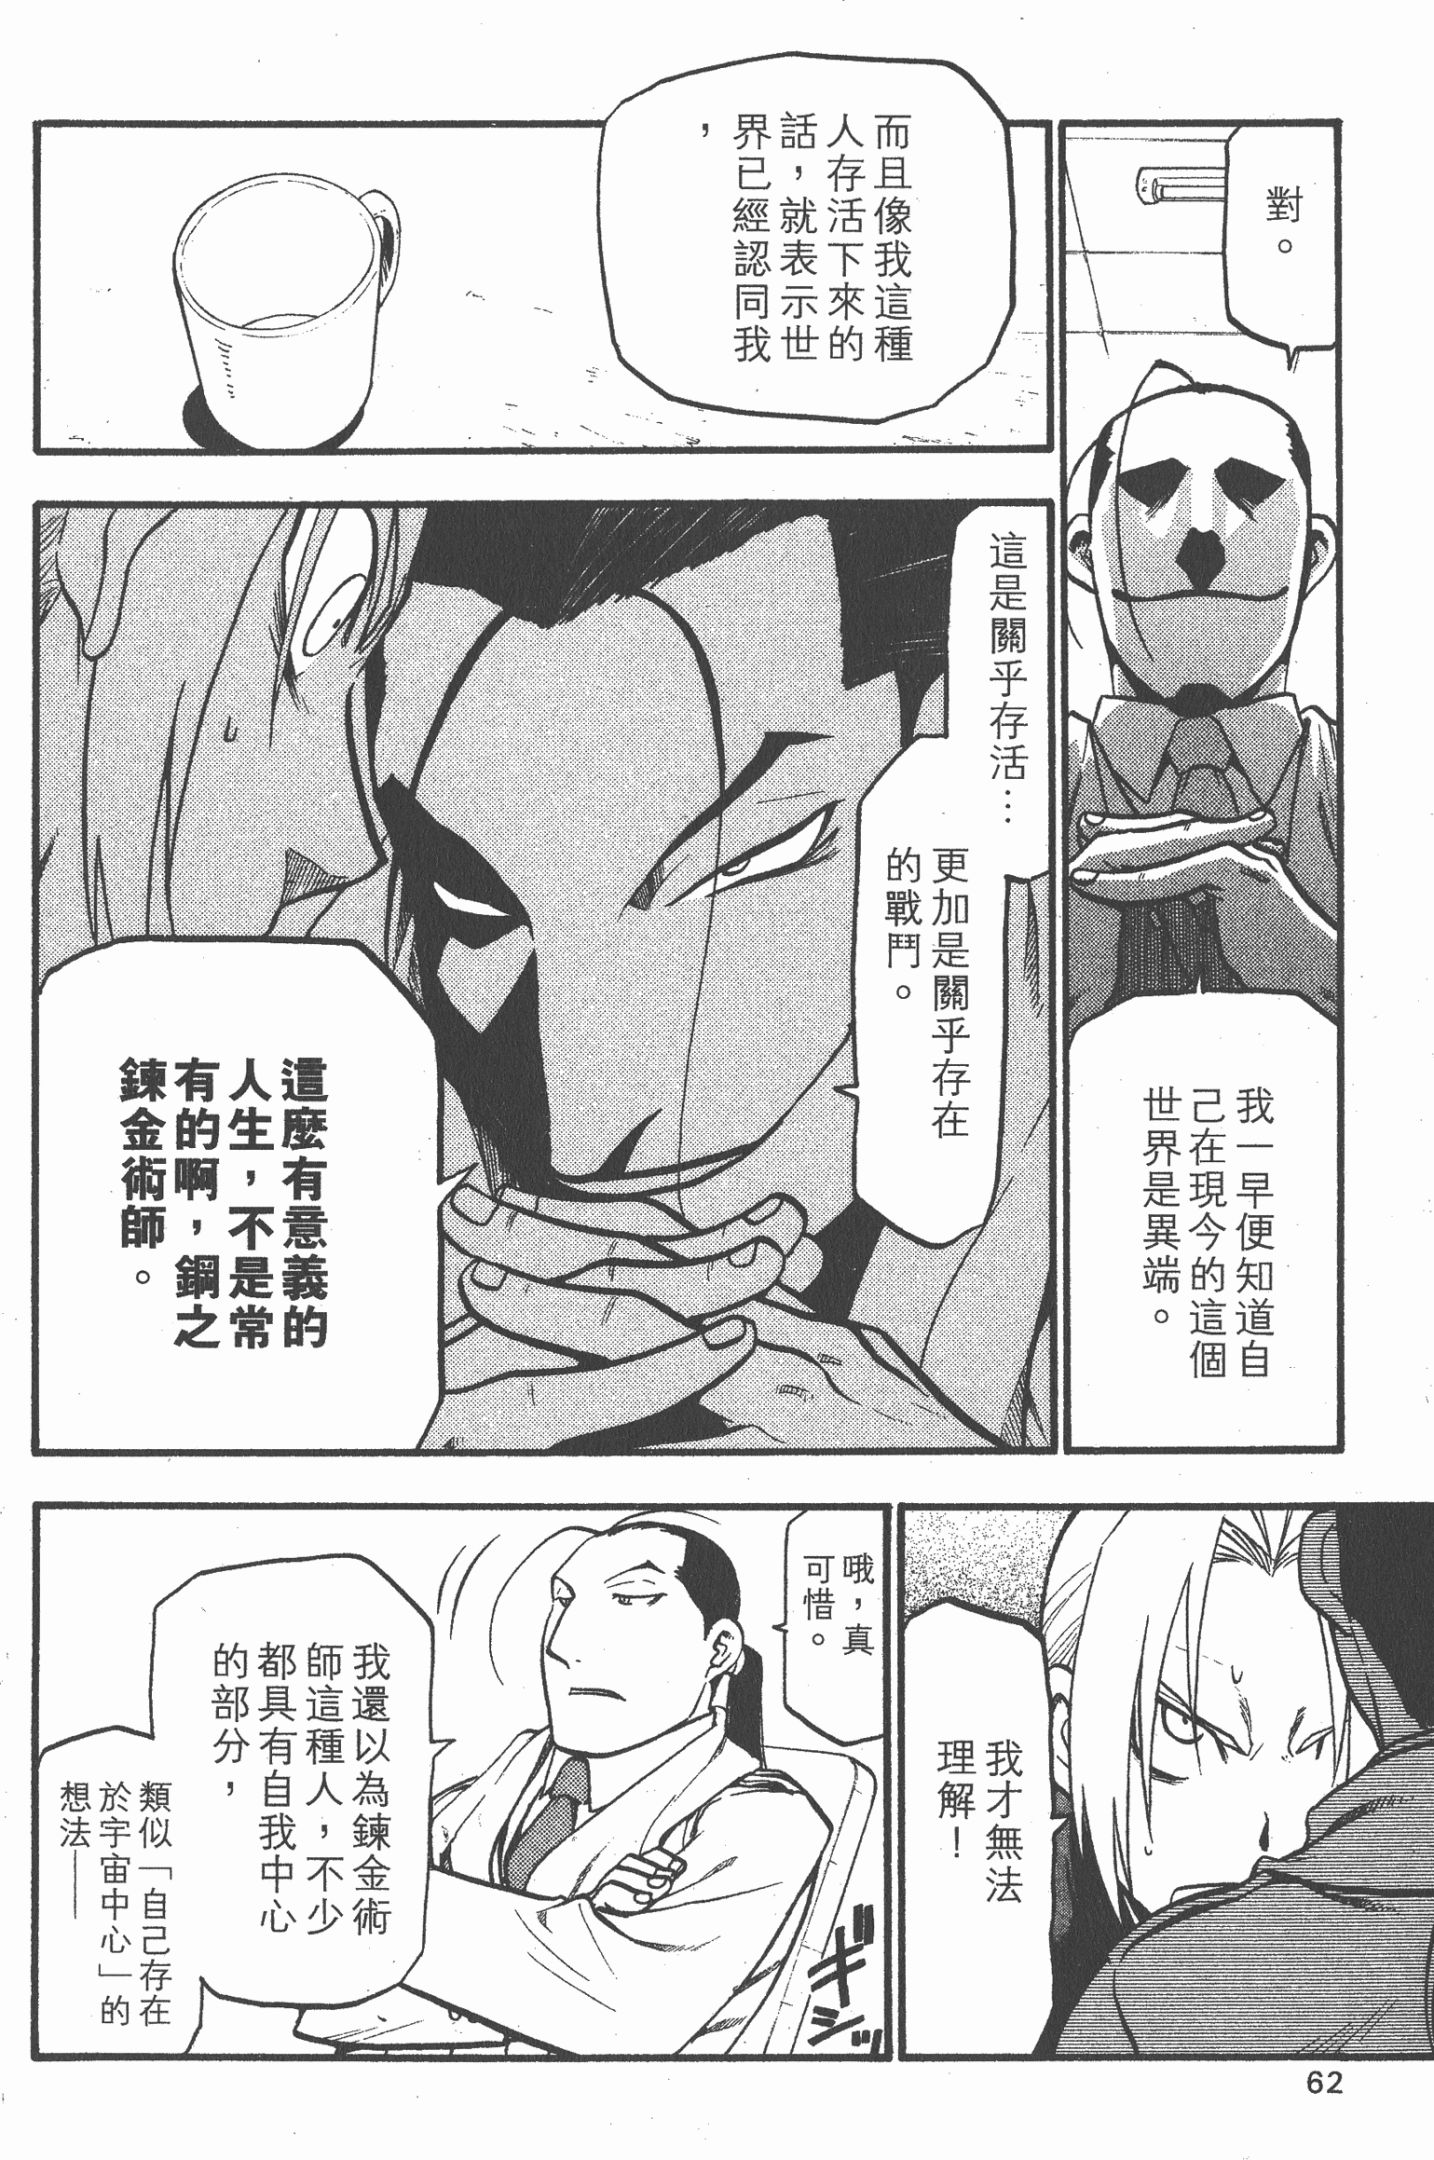 對。
我一早便知道自
己在現今的這個
世界是異端。
而且像我這種
人存活下來的
話，就表示世
界已經認同我
，
這是關乎存活…
更加是關乎存在
的戰鬥。
這麼有意義的
人生，不是常
有的啊，鋼之
鍊金術師。
我才無法
理解！
哦，真
可惜。
我還以為鍊金術
師這種人，不少
都具有自我中心
的部分，
類似「自己存在
於宇宙中心」的
想法——
ギシッ
62